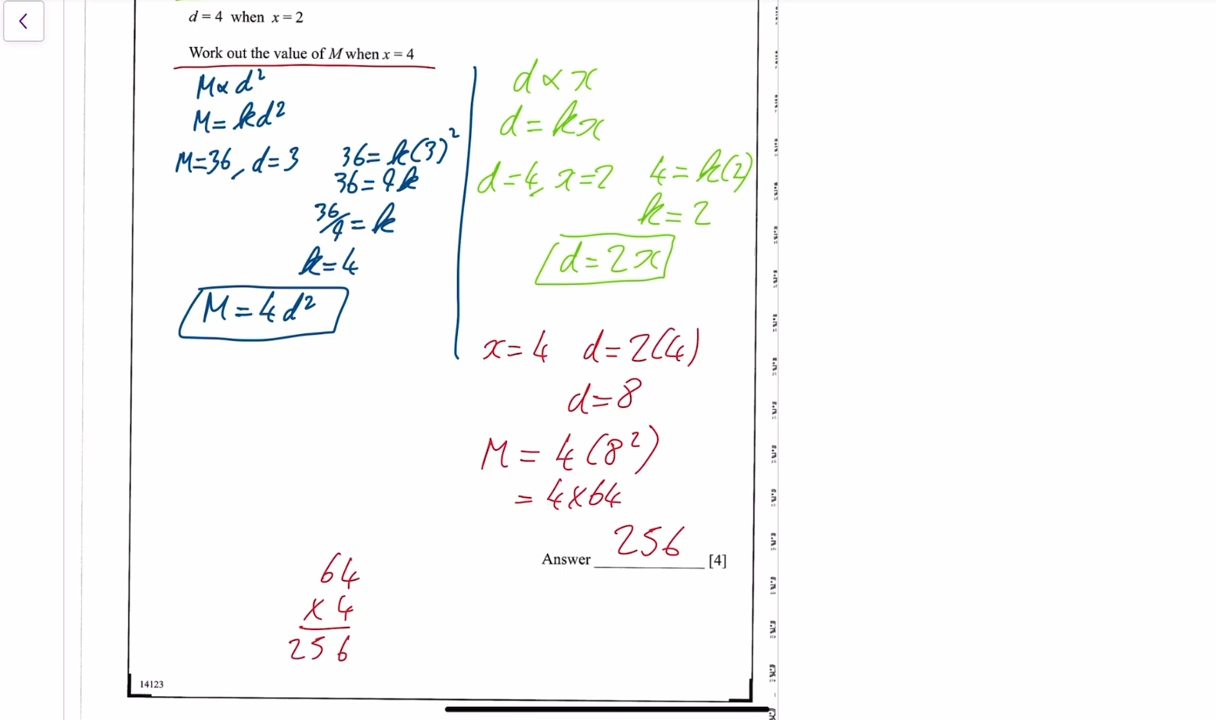 d = 4 when x = 2
Work out the value of M when x = 4
M ∝ d²
M = kd²
M=36, d=3
36 = k(3)²
36 = 9k
36/9 = k
k = 4
M = 4d²
d ∝ x
d = kx
d=4, x=2
4 = k(2)
k = 2
d = 2x
x = 4 d = 2(4)
d = 8
M = 4(8²)
= 4×64
Answer 256 [4]
64
× 4
256
14123